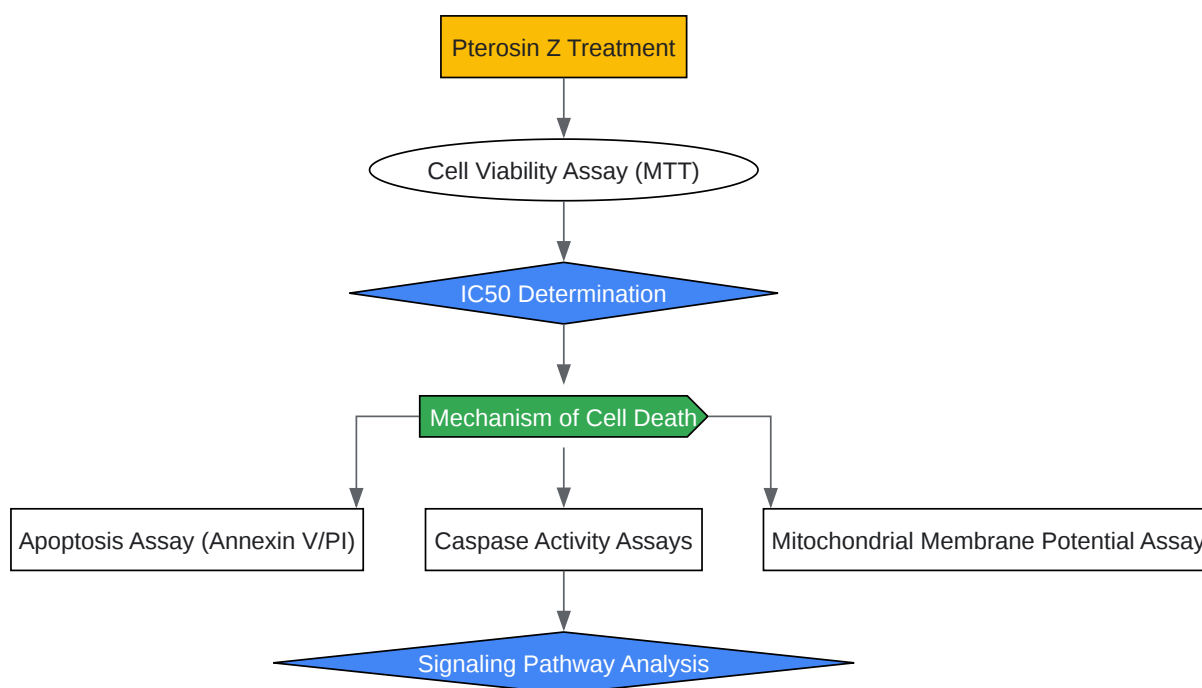 Pterosin Z Treatment
Cell Viability Assay (MTT)
IC50 Determination
Mechanism of Cell Death
Apoptosis Assay (Annexin V/PI)
Caspase Activity Assays
Mitochondrial Membrane Potential Assay
Signaling Pathway Analysis